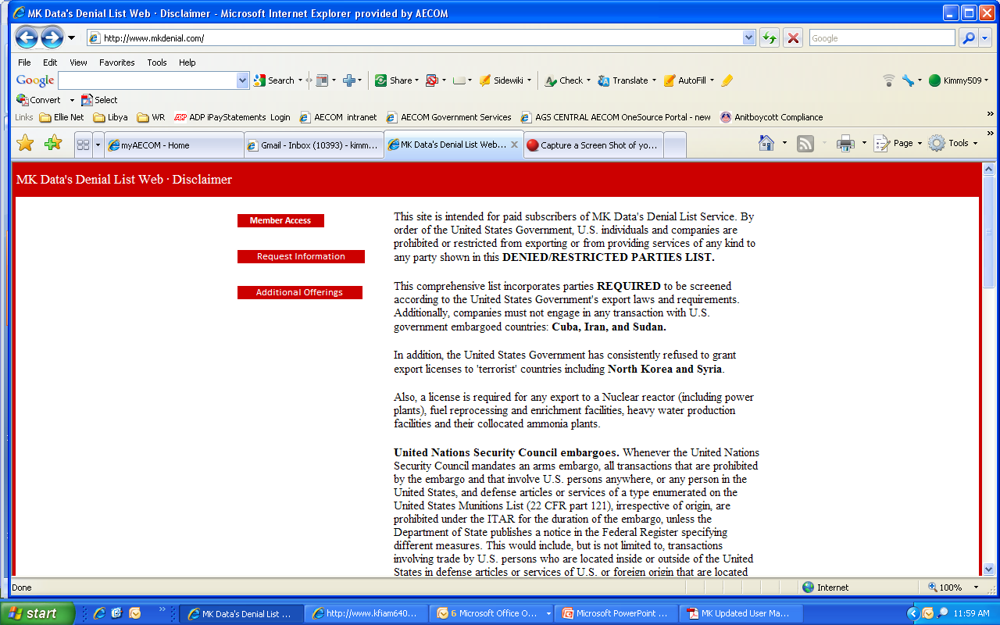 MK Data's Denial List Web · Disclaimer - Microsoft Internet Explorer provided by AECOM
http://www.mkdenial.com/
Google
File Edit View Favorites Tools Help
Google Search Share Sidewiki Check Translate AutoFill Kimmy509
Convert Select
Links Ellie Net Libya WR ADP iPayStatements Login AECOM intranet AECOM Government Services AGS CENTRAL AECOM OneSource Portal - new Anitboycott Compliance
myAECOM - Home Gmail - Inbox (10393) - kimm... MK Data's Denial List Web... Capture a Screen Shot of yo... Page Tools
MK Data's Denial List Web · Disclaimer
Member Access
Request Information
Additional Offerings
This site is intended for paid subscribers of MK Data's Denial List Service. By
order of the United States Government, U.S. individuals and companies are
prohibited or restricted from exporting or from providing services of any kind to
any party shown in this DENIED/RESTRICTED PARTIES LIST.
This comprehensive list incorporates parties REQUIRED to be screened
according to the United States Government's export laws and requirements.
Additionally, companies must not engage in any transaction with U.S.
government embargoed countries: Cuba, Iran, and Sudan.
In addition, the United States Government has consistently refused to grant
export licenses to 'terrorist' countries including North Korea and Syria.
Also, a license is required for any export to a Nuclear reactor (including power
plants), fuel reprocessing and enrichment facilities, heavy water production
facilities and their collocated ammonia plants.
United Nations Security Council embargoes. Whenever the United Nations
Security Council mandates an arms embargo, all transactions that are prohibited
by the embargo and that involve U.S. persons anywhere, or any person in the
United States, and defense articles or services of a type enumerated on the
United States Munitions List (22 CFR part 121), irrespective of origin, are
prohibited under the ITAR for the duration of the embargo, unless the
Department of State publishes a notice in the Federal Register specifying
different measures. This would include, but is not limited to, transactions
involving trade by U.S. persons who are located inside or outside of the United
States in defense articles or services of U.S. or foreign origin that are located
Done Internet 100%
start MK Data's Denial List ... http://www.kfiam640... 6 Microsoft Office O... Microsoft PowerPoint ... MK Updated User Ma... 11:59 AM